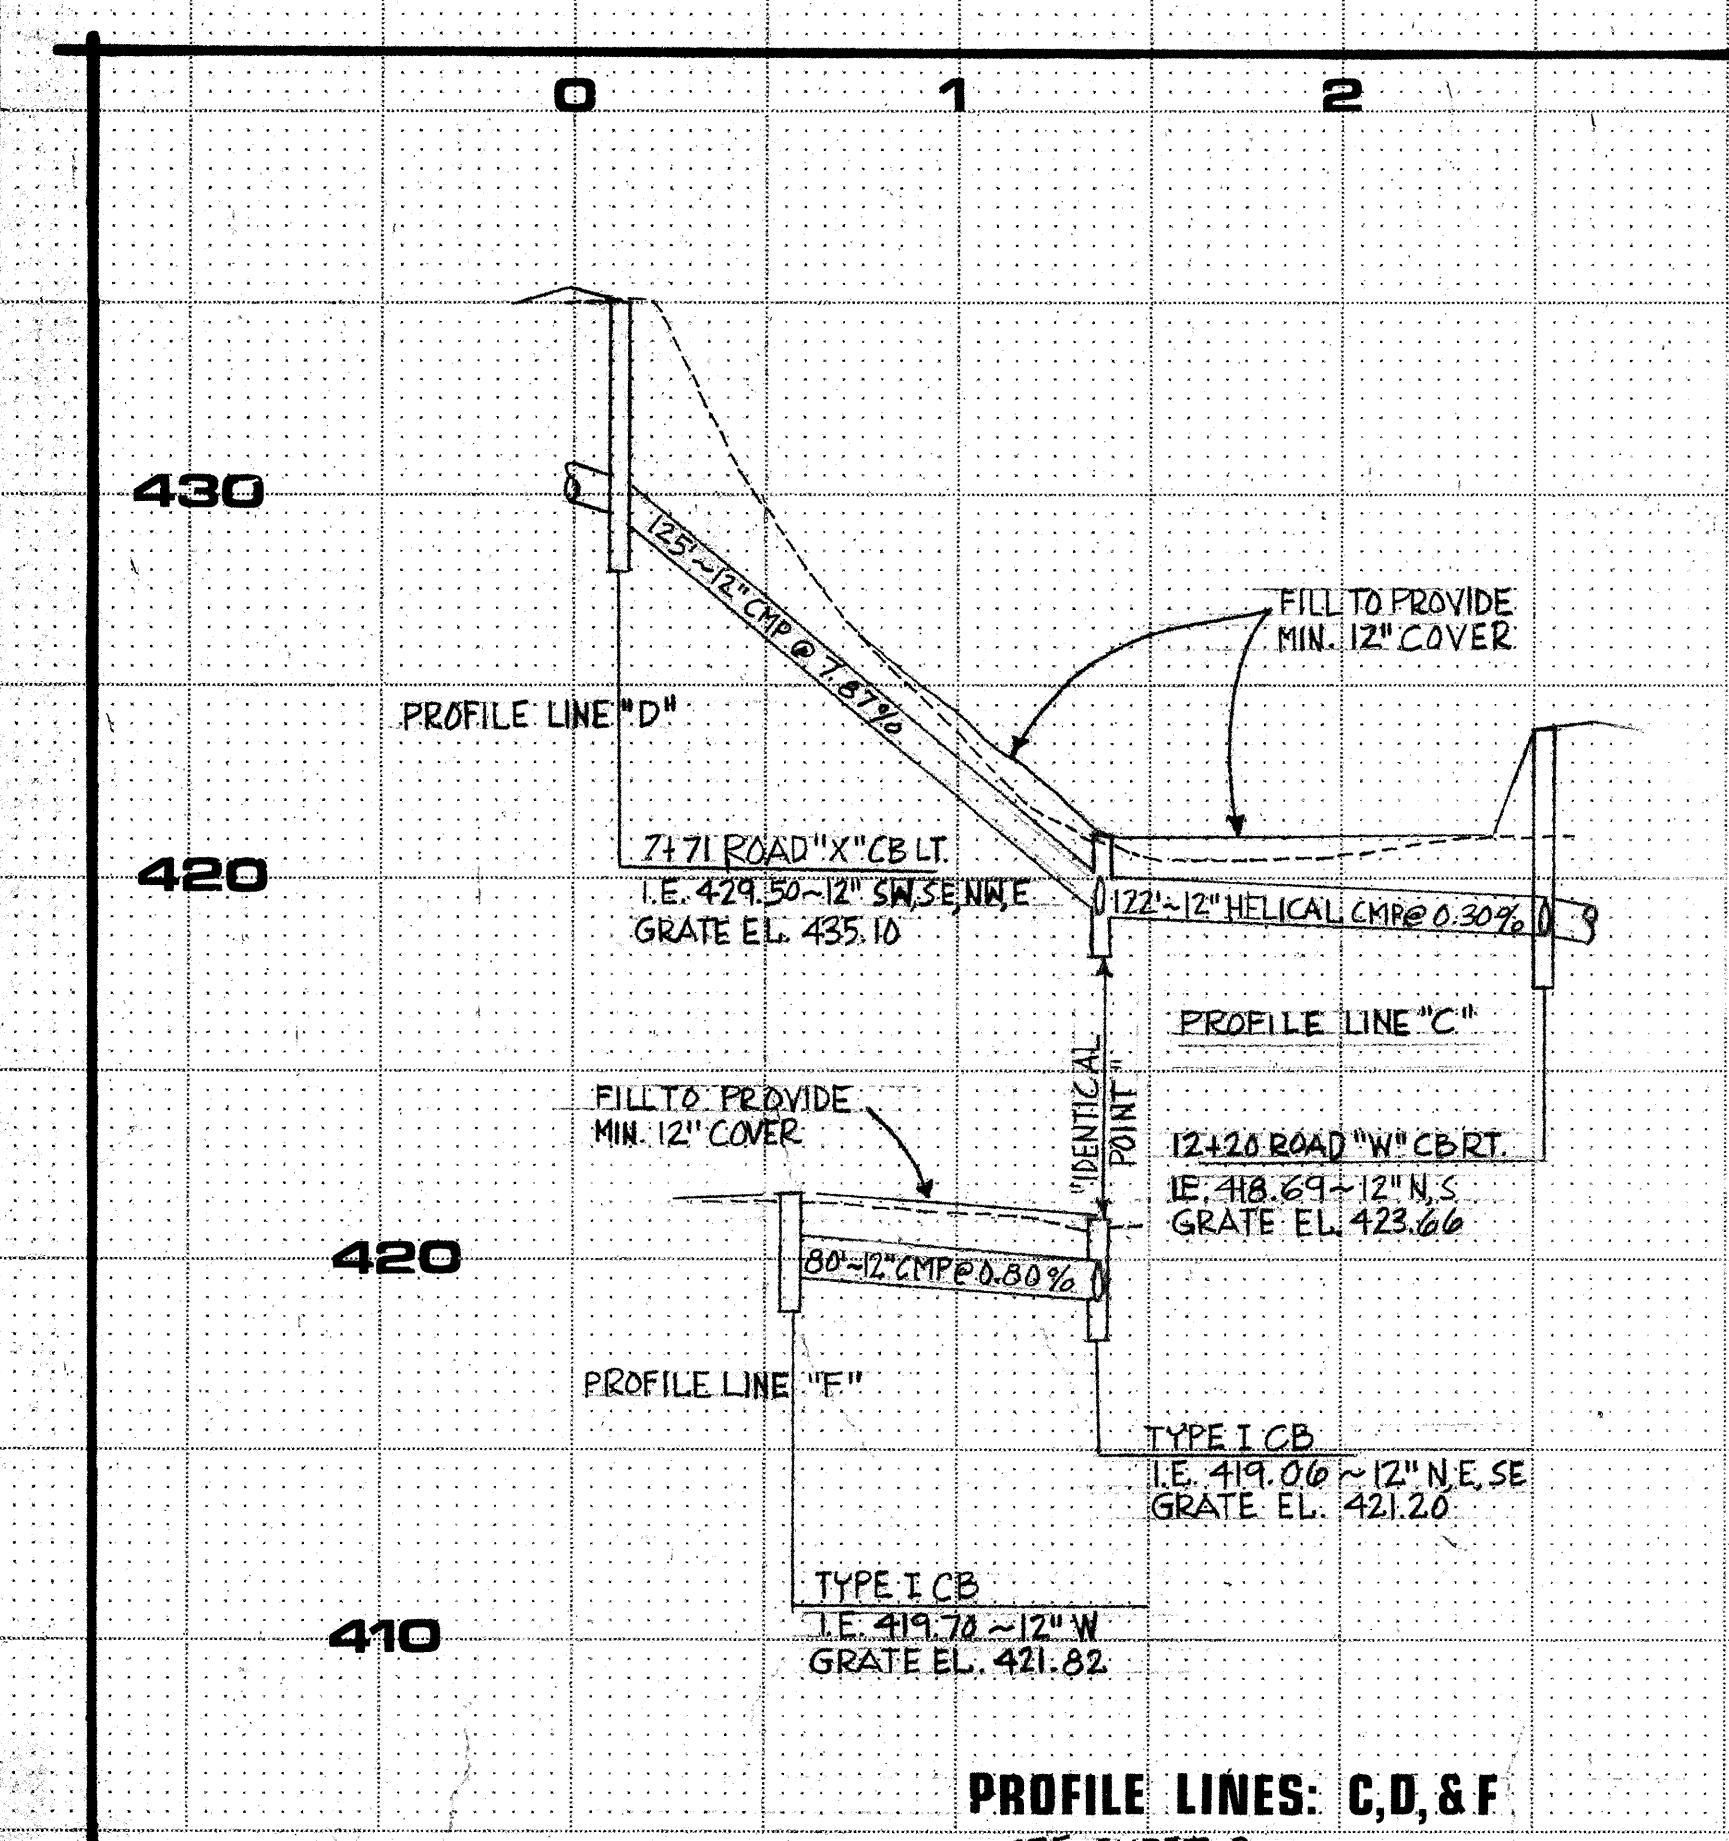 0 1 2
430
125'~12" CMP @ 7.87%
FILL TO PROVIDE
MIN. 12" COVER
PROFILE LINE "D"
7+71 ROAD "X" CB LT.
420
I.E. 429.50~12" SW,SE,NW,E
GRATE EL. 435.10
122'~12" HELICAL CMP@ 0.30%
PROFILE LINE "C"
"IDENTICAL
POINT"
FILL TO PROVIDE
MIN. 12" COVER
12+20 ROAD "W" CB RT.
I.E. 418.69~12" N,S
GRATE EL. 423.66
420
80'~12" CMP@0.80%
PROFILE LINE "F"
TYPE I CB
I.E. 419.06 ~12" N,E,SE
GRATE EL. 421.20
TYPE I CB
I.E. 419.70 ~12" W
410
GRATE EL. 421.82
PROFILE LINES: C,D, & F